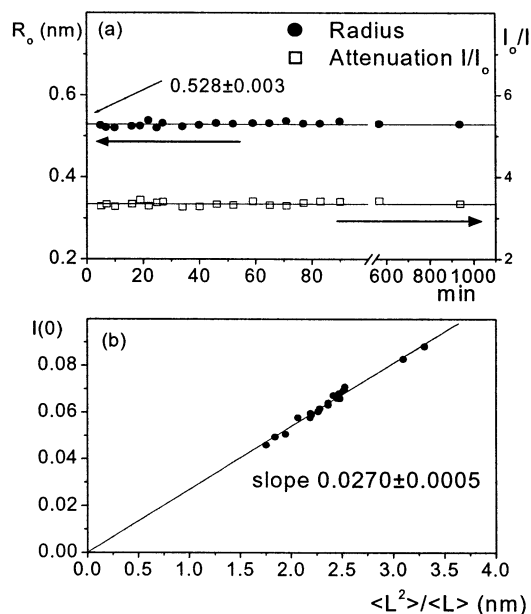 R_o (nm)
(a)
● Radius
I_o/I
□ Attenuation I/I_o
0.528±0.003
0.6
0.4
0.2
6
4
2
0 20 40 60 80 600 800 1000
min
I(0)
(b)
0.08
0.06
0.04
0.02
0.00
slope 0.0270±0.0005
0.0 0.5 1.0 1.5 2.0 2.5 3.0 3.5 4.0
<L²>/<L> (nm)